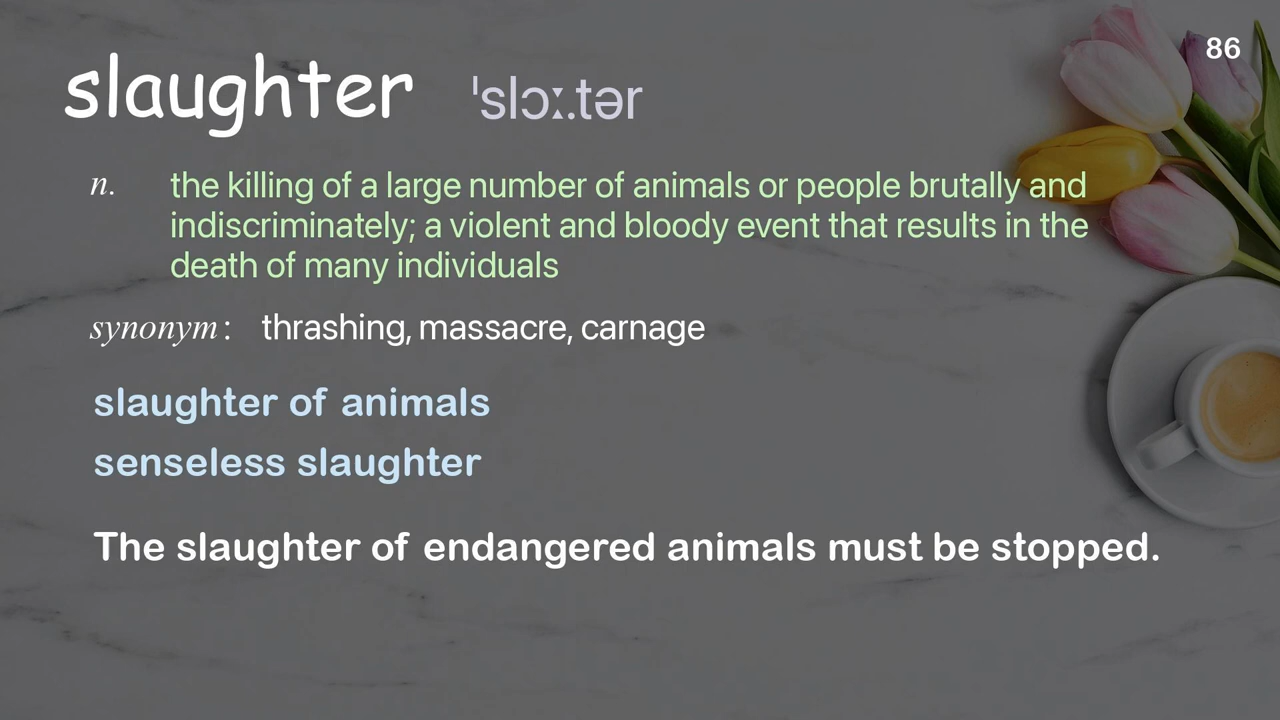 86
slaughter ˈslɔː.tər
n. the killing of a large number of animals or people brutally and
indiscriminately; a violent and bloody event that results in the
death of many individuals
synonym: thrashing, massacre, carnage
slaughter of animals
senseless slaughter
The slaughter of endangered animals must be stopped.